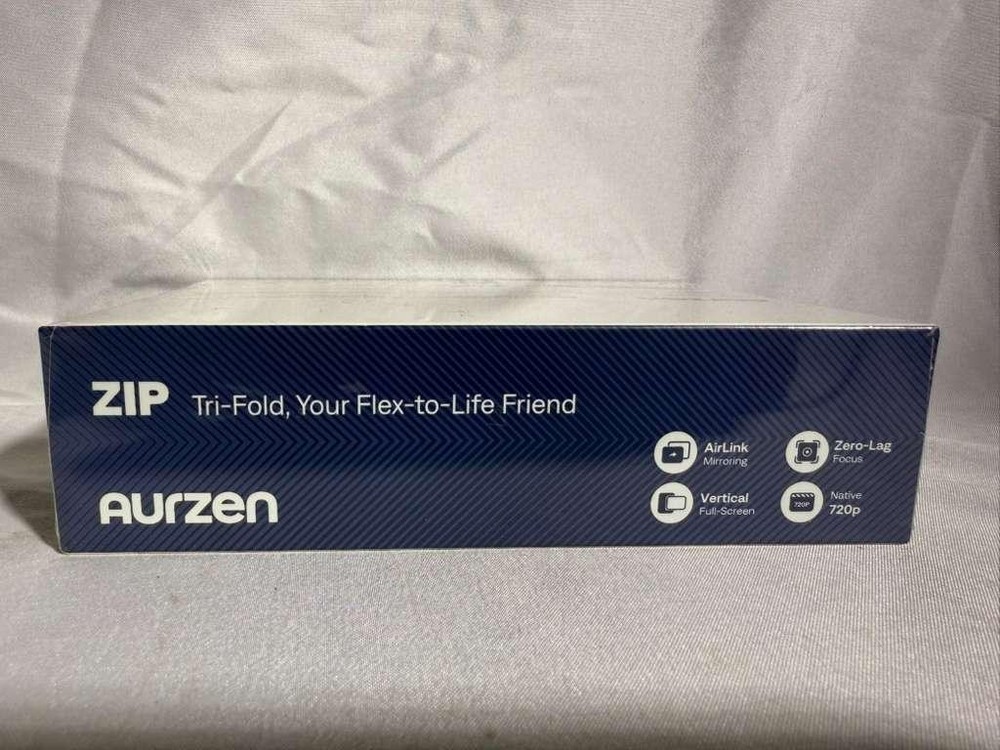 ZIP Tri-Fold, Your Flex-to-Life Friend
AirLink
Mirroring
Zero-Lag
Focus
Vertical
Full-Screen
720P
Native
720p
aurzen